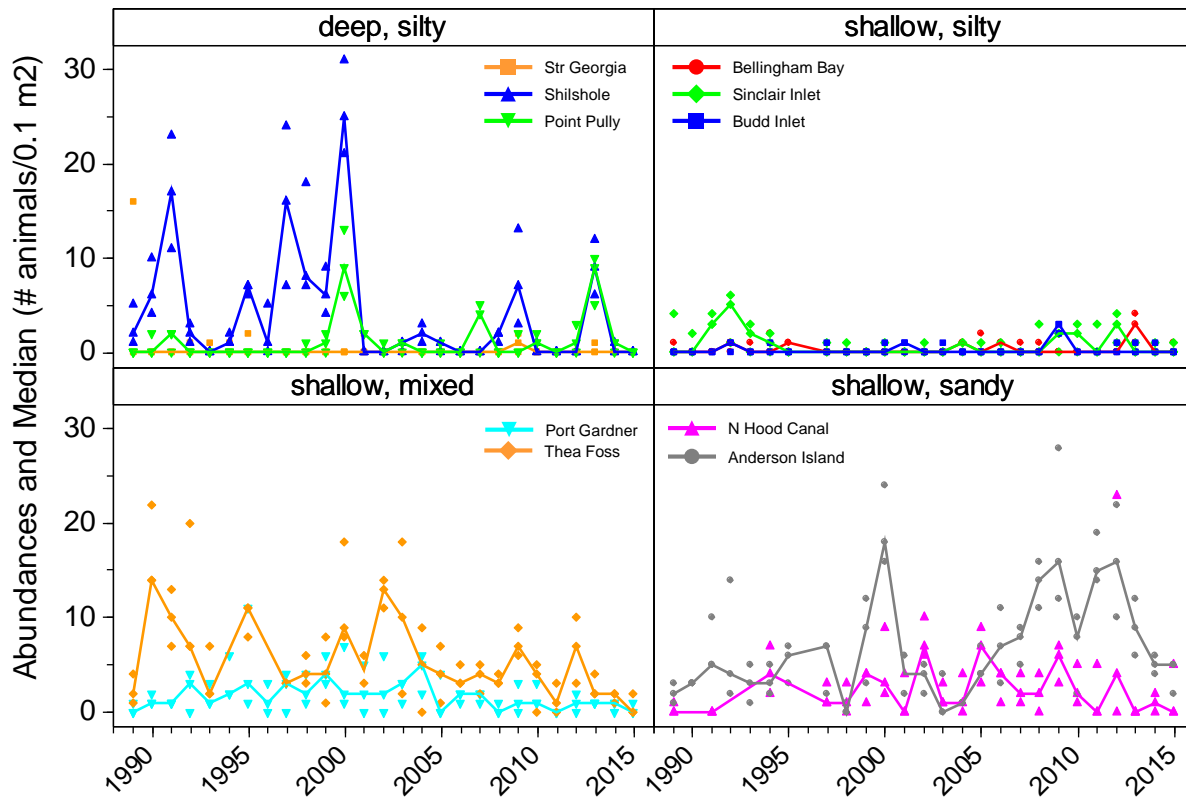 Abundances and Median (# animals/0.1 m2)
deep, silty
shallow, silty
30
20
10
0
Str Georgia
Shilshole
Point Pully
Bellingham Bay
Sinclair Inlet
Budd Inlet
shallow, mixed
shallow, sandy
30
20
10
0
Port Gardner
Thea Foss
N Hood Canal
Anderson Island
1990 1995 2000 2005 2010 2015 1990 1995 2000 2005 2010 2015